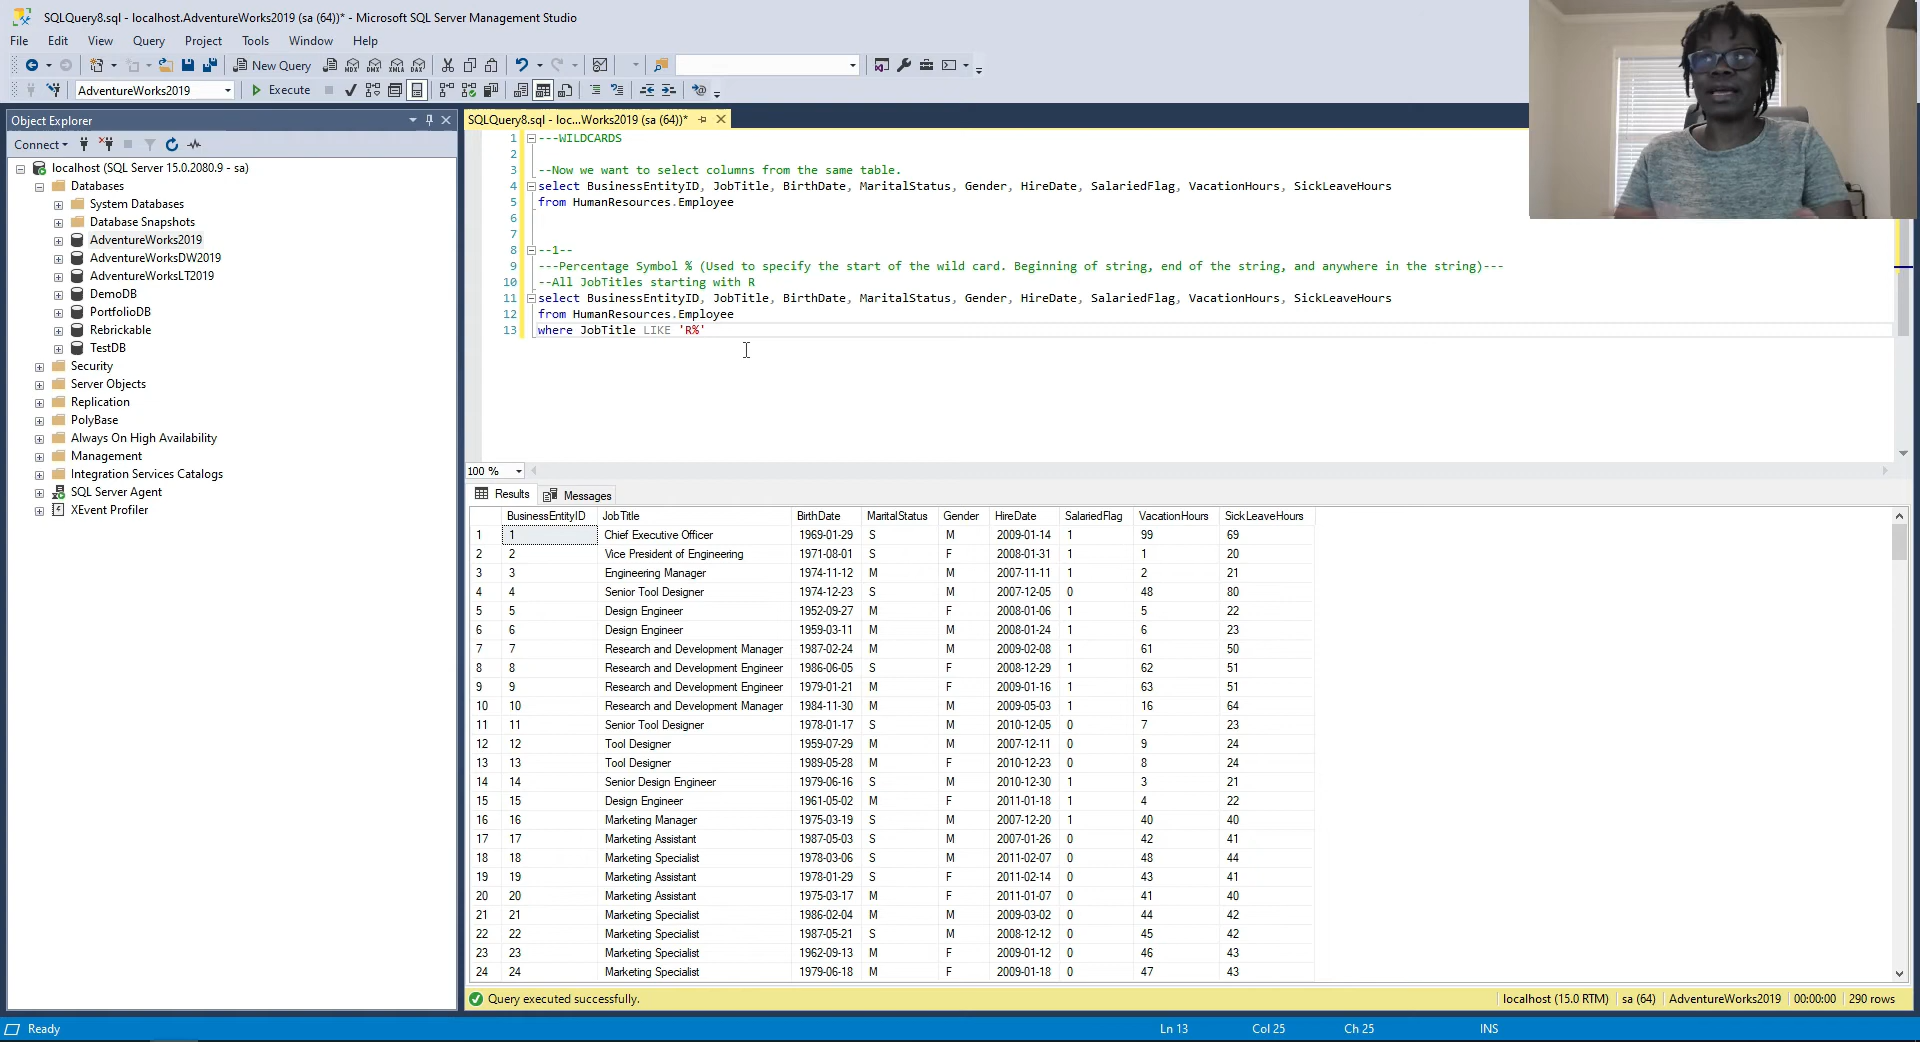 SQLQuery8.sql - localhost.AdventureWorks2019 (sa (64))* - Microsoft SQL Server Management Studio
File Edit View Query Project Tools Window Help
New Query MDX DMX XMLA DAX
AdventureWorks2019 Execute
Object Explorer
Connect
localhost (SQL Server 15.0.2080.9 - sa)
Databases
System Databases
Database Snapshots
AdventureWorks2019
AdventureWorksDW2019
AdventureWorksLT2019
DemoDB
PortfolioDB
Rebrickable
TestDB
Security
Server Objects
Replication
PolyBase
Always On High Availability
Management
Integration Services Catalogs
SQL Server Agent
XEvent Profiler
SQLQuery8.sql - loc...Works2019 (sa (64))*
1 ---WILDCARDS
2
3 --Now we want to select columns from the same table.
4 select BusinessEntityID, JobTitle, BirthDate, MaritalStatus, Gender, HireDate, SalariedFlag, VacationHours, SickLeaveHours
5 from HumanResources.Employee
6
7
8 --1--
9 ---Percentage Symbol % (Used to specify the start of the wild card. Beginning of string, end of the string, and anywhere in the string)---
10 --All JobTitles starting with R
11 select BusinessEntityID, JobTitle, BirthDate, MaritalStatus, Gender, HireDate, SalariedFlag, VacationHours, SickLeaveHours
12 from HumanResources.Employee
13 where JobTitle LIKE 'R%'
100 %
Results Messages
BusinessEntityID JobTitle BirthDate MaritalStatus Gender HireDate SalariedFlag VacationHours SickLeaveHours
1 1 Chief Executive Officer 1969-01-29 S M 2009-01-14 1 99 69
2 2 Vice President of Engineering 1971-08-01 S F 2008-01-31 1 1 20
3 3 Engineering Manager 1974-11-12 M M 2007-11-11 1 2 21
4 4 Senior Tool Designer 1974-12-23 S M 2007-12-05 0 48 80
5 5 Design Engineer 1952-09-27 M F 2008-01-06 1 5 22
6 6 Design Engineer 1959-03-11 M M 2008-01-24 1 6 23
7 7 Research and Development Manager 1987-02-24 M M 2009-02-08 1 61 50
8 8 Research and Development Engineer 1986-06-05 S F 2008-12-29 1 62 51
9 9 Research and Development Engineer 1979-01-21 M F 2009-01-16 1 63 51
10 10 Research and Development Manager 1984-11-30 M M 2009-05-03 1 16 64
11 11 Senior Tool Designer 1978-01-17 S M 2010-12-05 0 7 23
12 12 Tool Designer 1959-07-29 M M 2007-12-11 0 9 24
13 13 Tool Designer 1989-05-28 M F 2010-12-23 0 8 24
14 14 Senior Design Engineer 1979-06-16 S M 2010-12-30 1 3 21
15 15 Design Engineer 1961-05-02 M F 2011-01-18 1 4 22
16 16 Marketing Manager 1975-03-19 S M 2007-12-20 1 40 40
17 17 Marketing Assistant 1987-05-03 S M 2007-01-26 0 42 41
18 18 Marketing Specialist 1978-03-06 S M 2011-02-07 0 48 44
19 19 Marketing Assistant 1978-01-29 S F 2011-02-14 0 43 41
20 20 Marketing Assistant 1975-03-17 M F 2011-01-07 0 41 40
21 21 Marketing Specialist 1986-02-04 M M 2009-03-02 0 44 42
22 22 Marketing Specialist 1987-05-21 S M 2008-12-12 0 45 42
23 23 Marketing Specialist 1962-09-13 M F 2009-01-12 0 46 43
24 24 Marketing Specialist 1979-06-18 M F 2009-01-18 0 47 43
Query executed successfully. localhost (15.0 RTM) sa (64) AdventureWorks2019 00:00:00 290 rows
Ready Ln 13 Col 25 Ch 25 INS